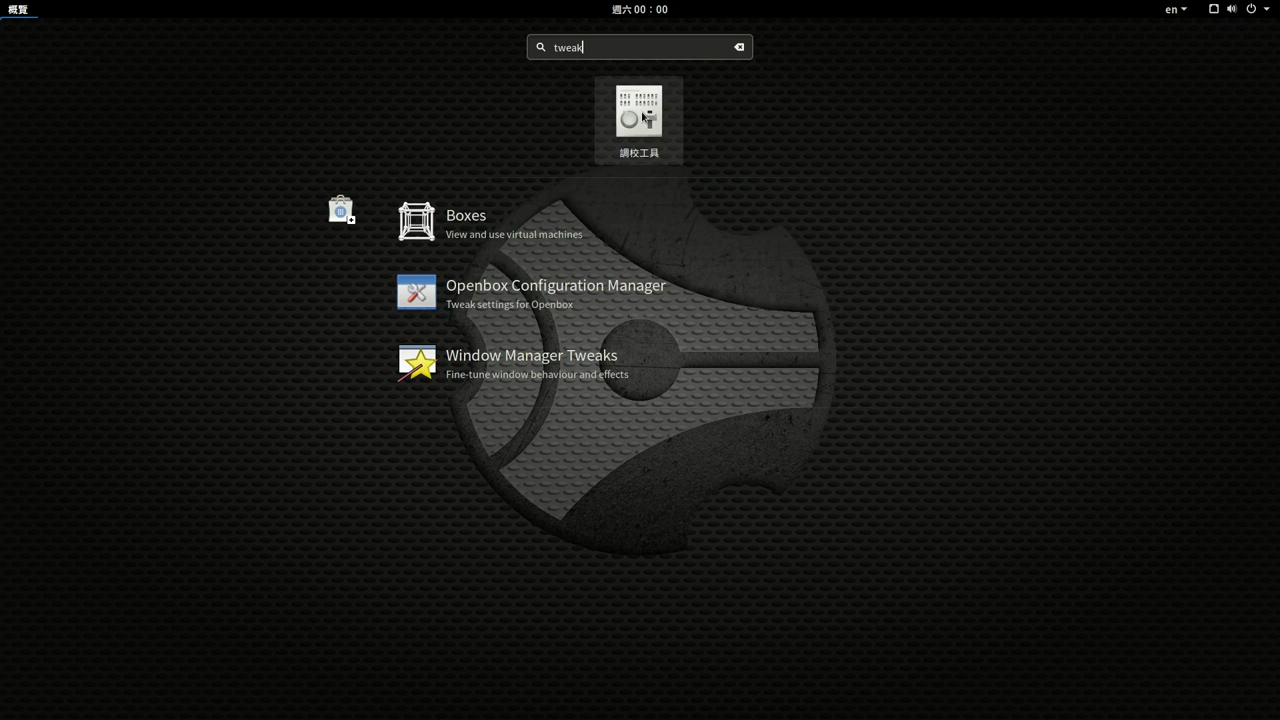 概覽
週六 00：00
en
tweak
調校工具
Boxes
View and use virtual machines
Openbox Configuration Manager
Tweak settings for Openbox
Window Manager Tweaks
Fine-tune window behaviour and effects